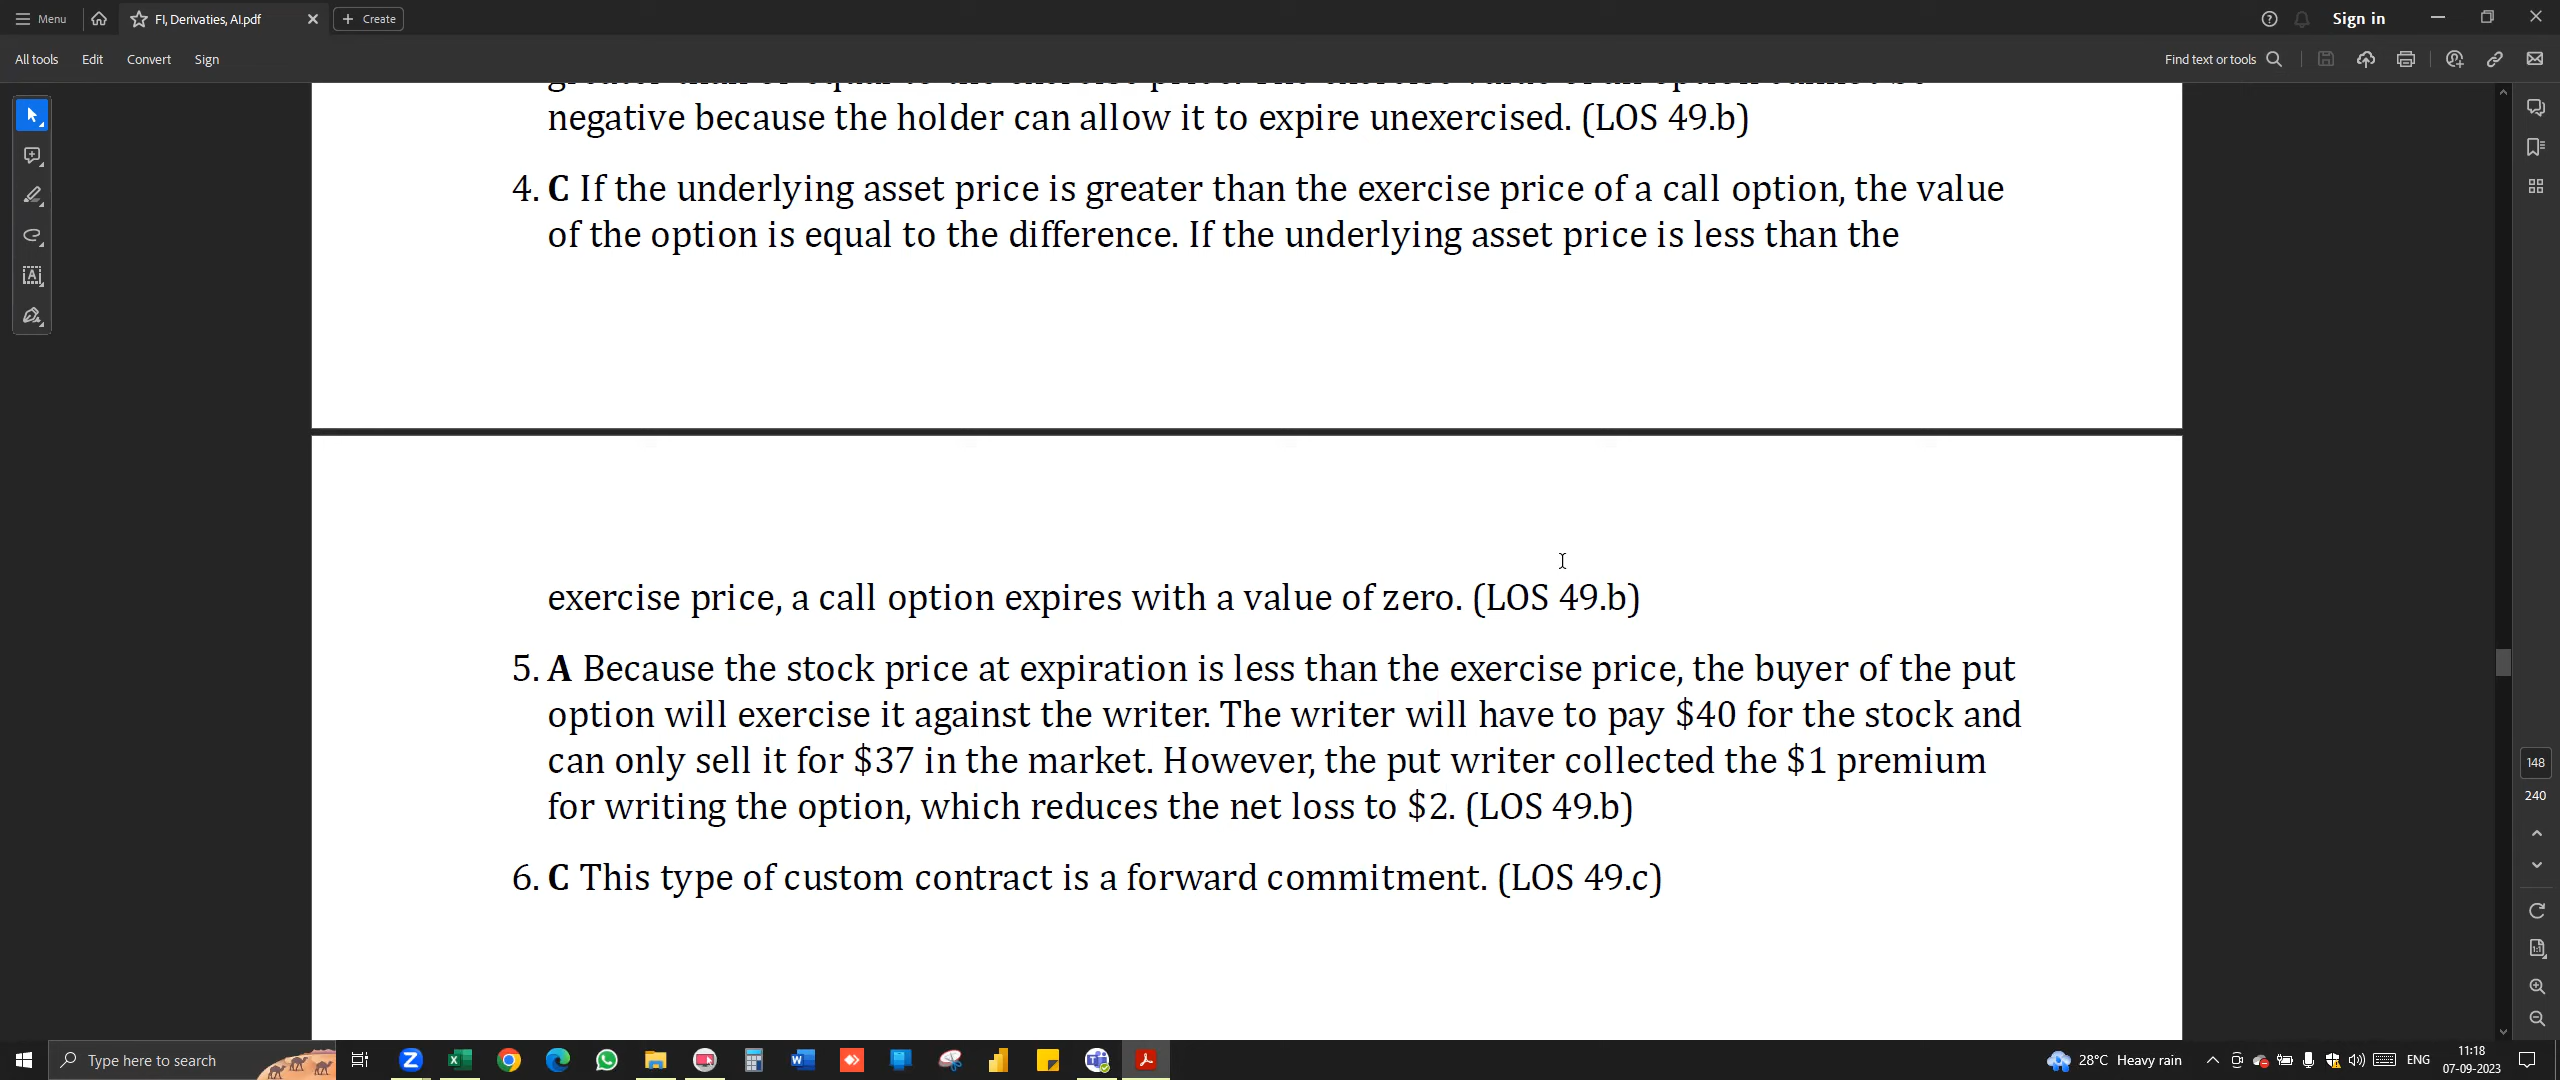 Menu
FI, Derivaties, AI.pdf
Create
Sign in
All tools
Edit
Convert
Sign
Find text or tools
negative because the holder can allow it to expire unexercised. (LOS 49.b)
4. C If the underlying asset price is greater than the exercise price of a call option, the value
of the option is equal to the difference. If the underlying asset price is less than the
exercise price, a call option expires with a value of zero. (LOS 49.b)
5. A Because the stock price at expiration is less than the exercise price, the buyer of the put
option will exercise it against the writer. The writer will have to pay $40 for the stock and
can only sell it for $37 in the market. However, the put writer collected the $1 premium
for writing the option, which reduces the net loss to $2. (LOS 49.b)
6. C This type of custom contract is a forward commitment. (LOS 49.c)
148
240
Type here to search
28°C Heavy rain
ENG
11:18
07-09-2023